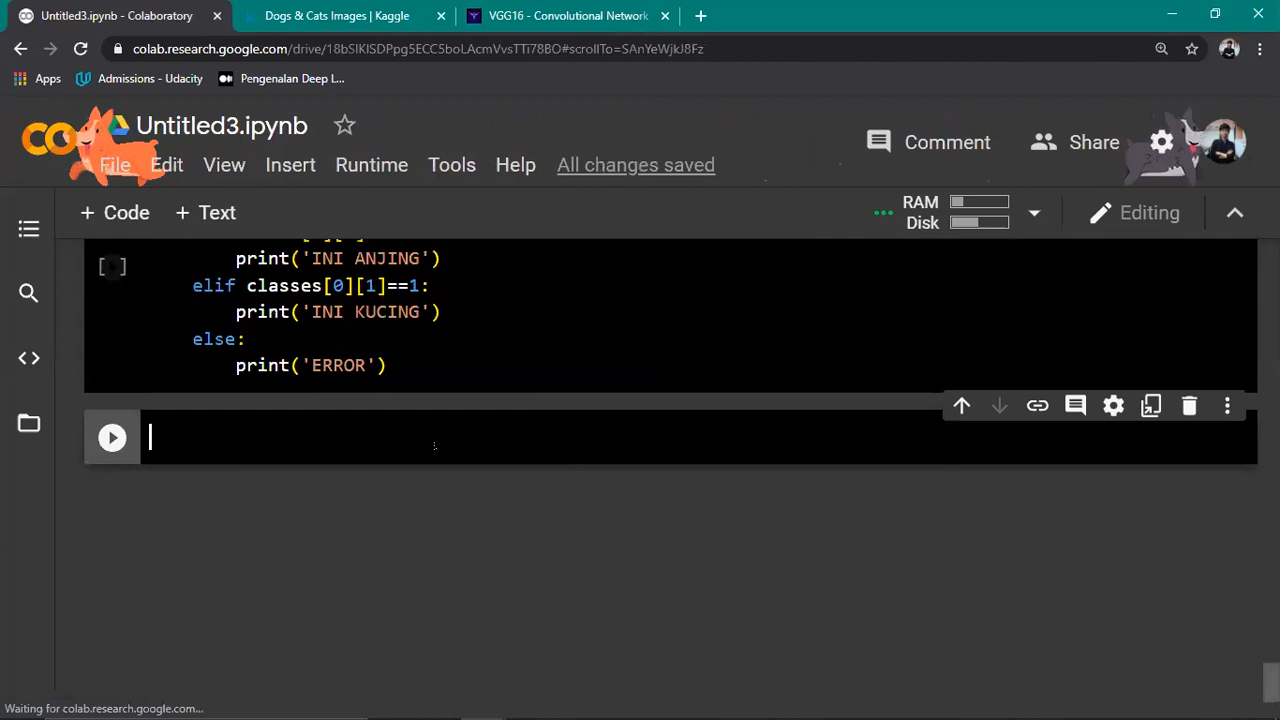 Untitled3.ipynb - Colaboratory
Dogs & Cats Images | Kaggle
VGG16 - Convolutional Network
colab.research.google.com/drive/18bSlKlSDPpg5ECC5boLAcmVvsTTi78BO#scrollTo=SAnYeWjkJ8Fz
Apps
Admissions - Udacity
Pengenalan Deep L...
CO
Untitled3.ipynb
Comment
Share
File
Edit
View
Insert
Runtime
Tools
Help
All changes saved
+ Code
+ Text
RAM
Disk
Editing
print('INI ANJING')
[ ]
elif classes[0][1]==1:
print('INI KUCING')
else:
print('ERROR')
Waiting for colab.research.google.com...